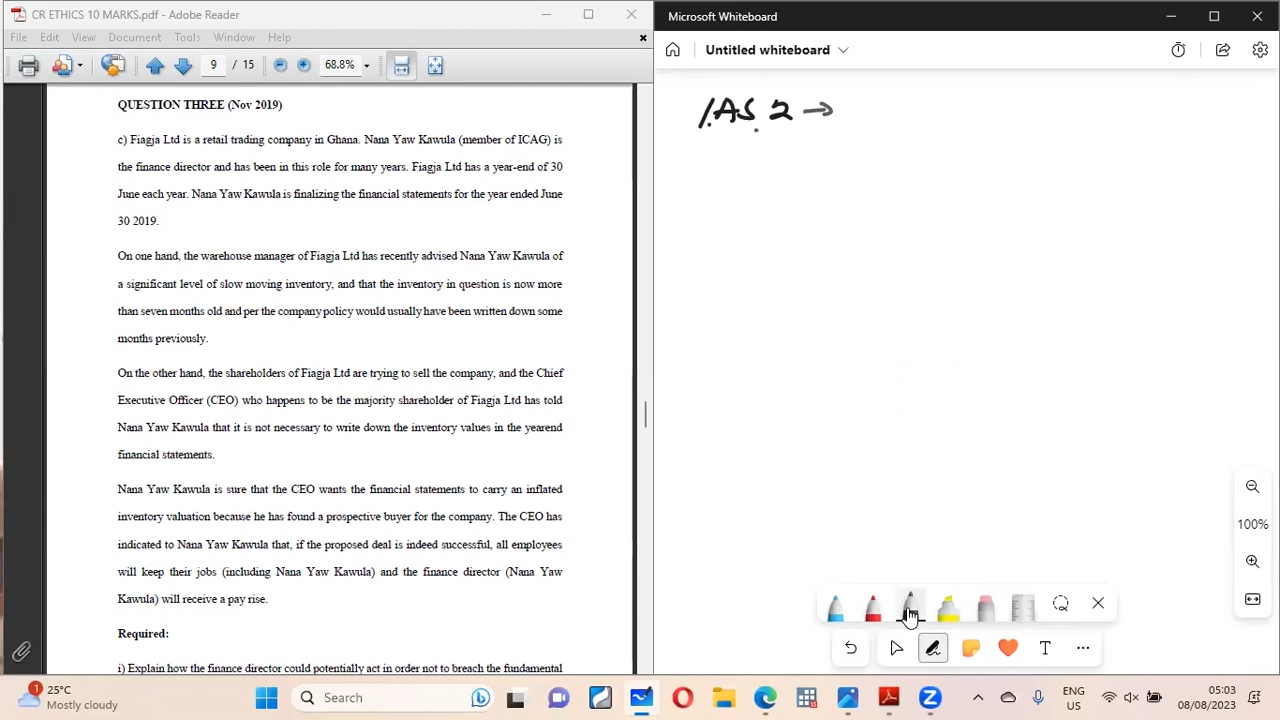 CR ETHICS 10 MARKS.pdf - Adobe Reader
File Edit View Document Tools Window Help
9 / 15 68.8%
QUESTION THREE (Nov 2019)
c) Fiagja Ltd is a retail trading company in Ghana. Nana Yaw Kawula (member of ICAG) is
the finance director and has been in this role for many years. Fiagja Ltd has a year-end of 30
June each year. Nana Yaw Kawula is finalizing the financial statements for the year ended June
30 2019.
On one hand, the warehouse manager of Fiagja Ltd has recently advised Nana Yaw Kawula of
a significant level of slow moving inventory, and that the inventory in question is now more
than seven months old and per the company policy would usually have been written down some
months previously.
On the other hand, the shareholders of Fiagja Ltd are trying to sell the company, and the Chief
Executive Officer (CEO) who happens to be the majority shareholder of Fiagja Ltd has told
Nana Yaw Kawula that it is not necessary to write down the inventory values in the yearend
financial statements.
Nana Yaw Kawula is sure that the CEO wants the financial statements to carry an inflated
inventory valuation because he has found a prospective buyer for the company. The CEO has
indicated to Nana Yaw Kawula that, if the proposed deal is indeed successful, all employees
will keep their jobs (including Nana Yaw Kawula) and the finance director (Nana Yaw
Kawula) will receive a pay rise.
Required:
i) Explain how the finance director could potentially act in order not to breach the fundamental
Microsoft Whiteboard
Untitled whiteboard
IAS 2 →
100%
T
1
25°C
Mostly cloudy
Search
ENG
US
05:03
08/08/2023